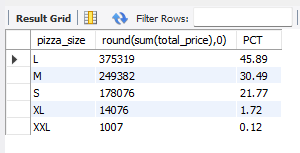 Result Grid Filter Rows:
pizza_size round(sum(total_price),0) PCT
L 375319 45.89
M 249382 30.49
S 178076 21.77
XL 14076 1.72
XXL 1007 0.12